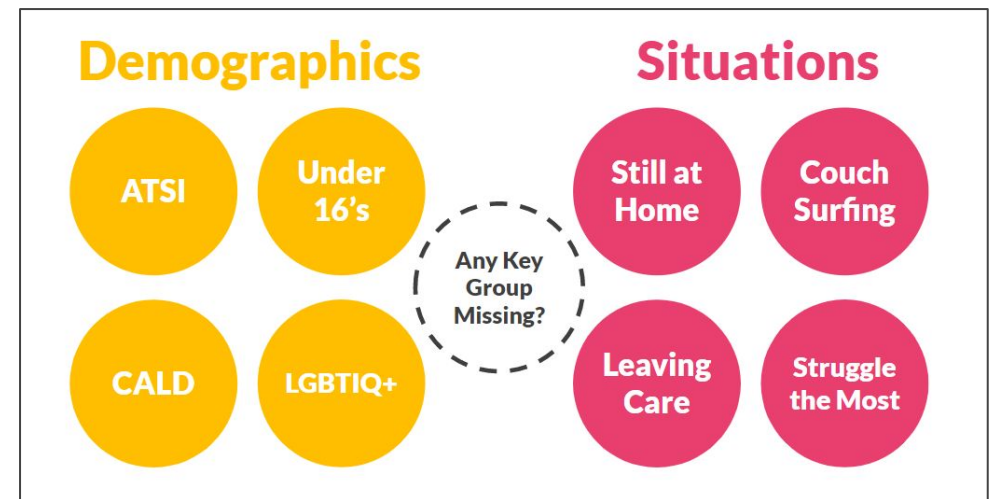 Demographics
Situations
ATSI
Under
16’s
Still at
Home
Couch
Surfing
Any Key
Group
Missing?
CALD
LGBTIQ+
Leaving
Care
Struggle
the Most